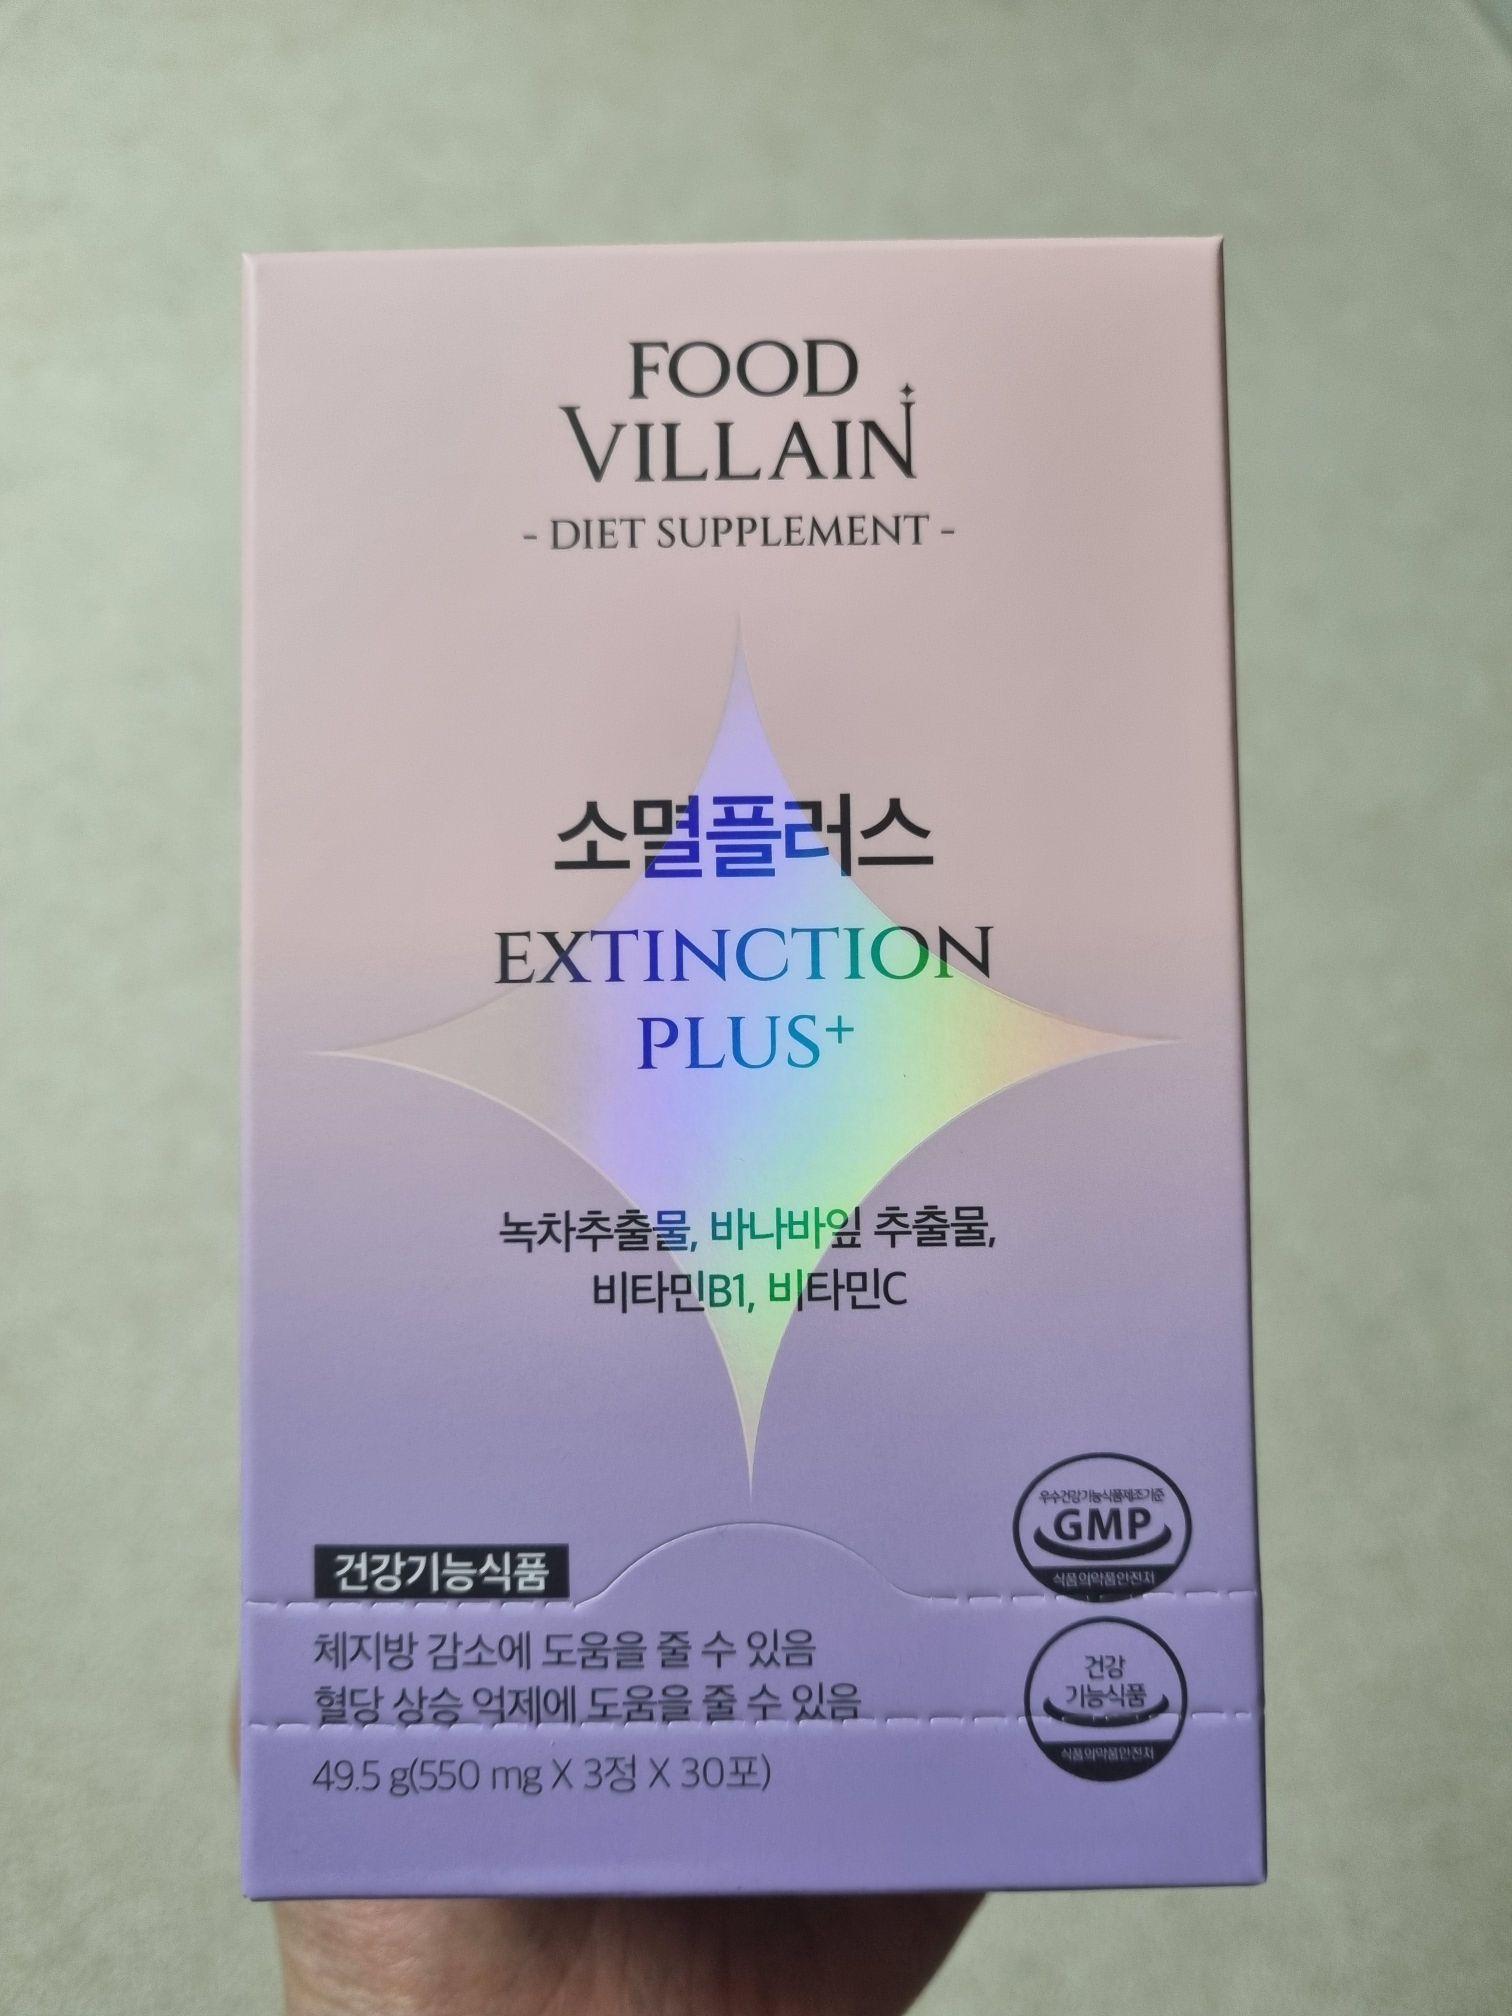 FOOD
VILLAIN
- DIET SUPPLEMENT -
소멸플러스
EXTINCTION
PLUS+
녹차추출물, 바나바잎 추출물,
비타민B1, 비타민C
우수건강기능식품제조기준
GMP
식품의약품안전처
건강기능식품
체지방 감소에 도움을 줄 수 있음
혈당 상승 억제에 도움을 줄 수 있음
건강
기능식품
식품의약품안전처
49.5 g(550 mg X 3정 X 30포)